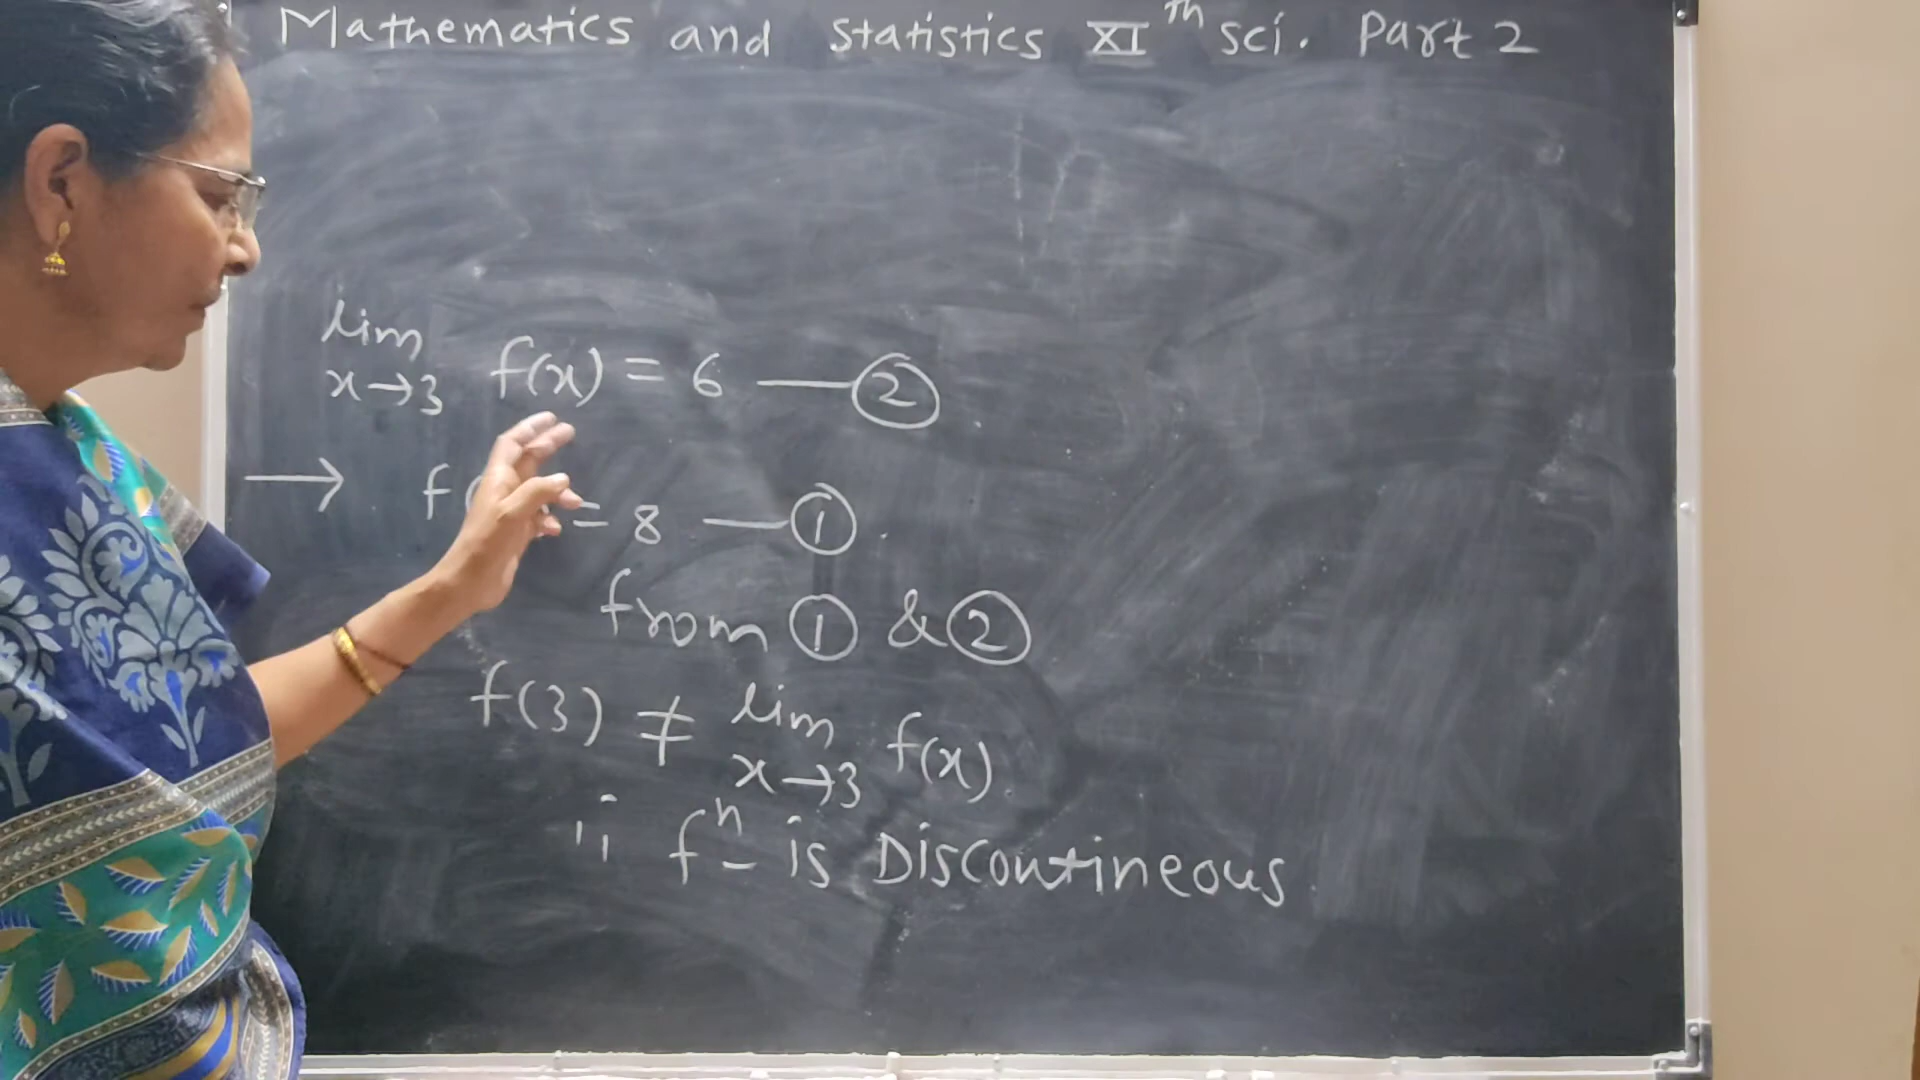 Mathematics and Statistics XIth Sci. Part 2
lim x→3 f(x) = 6 — ②
→ f( = 8 — ①
from ① & ②
f(3) ≠ lim x→3 f(x)
∴ fn is Discontineous